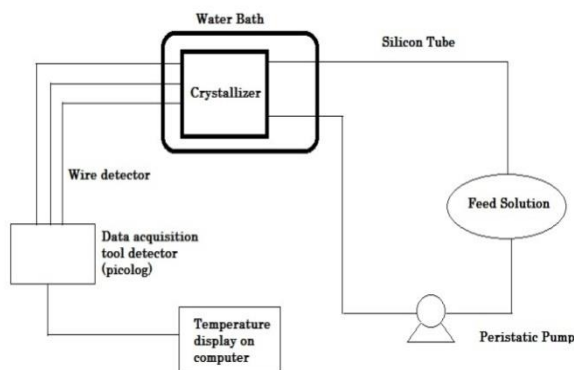 Water Bath
Silicon Tube
Crystallizer
Wire detector
Feed Solution
Data acquisition
tool detector
(picolog)
Temperature
display on
computer
Peristatic Pump